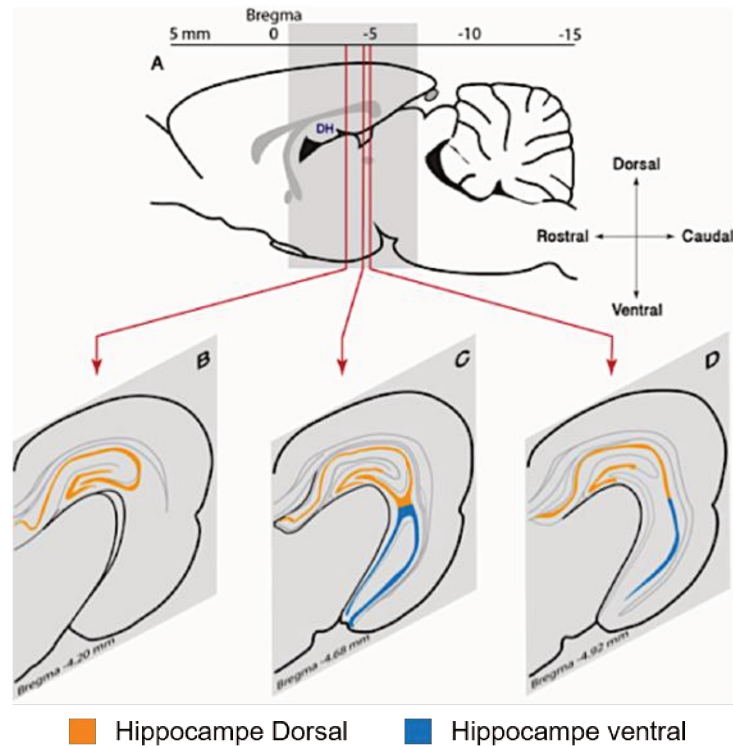 Bregma
5 mm 0 -5 -10 -15
A
DH
Dorsal
Rostral Caudal
Ventral
B
C
D
Bregma -4.20 mm
Bregma -4.68 mm
Bregma -4.92 mm
Hippocampe Dorsal
Hippocampe ventral